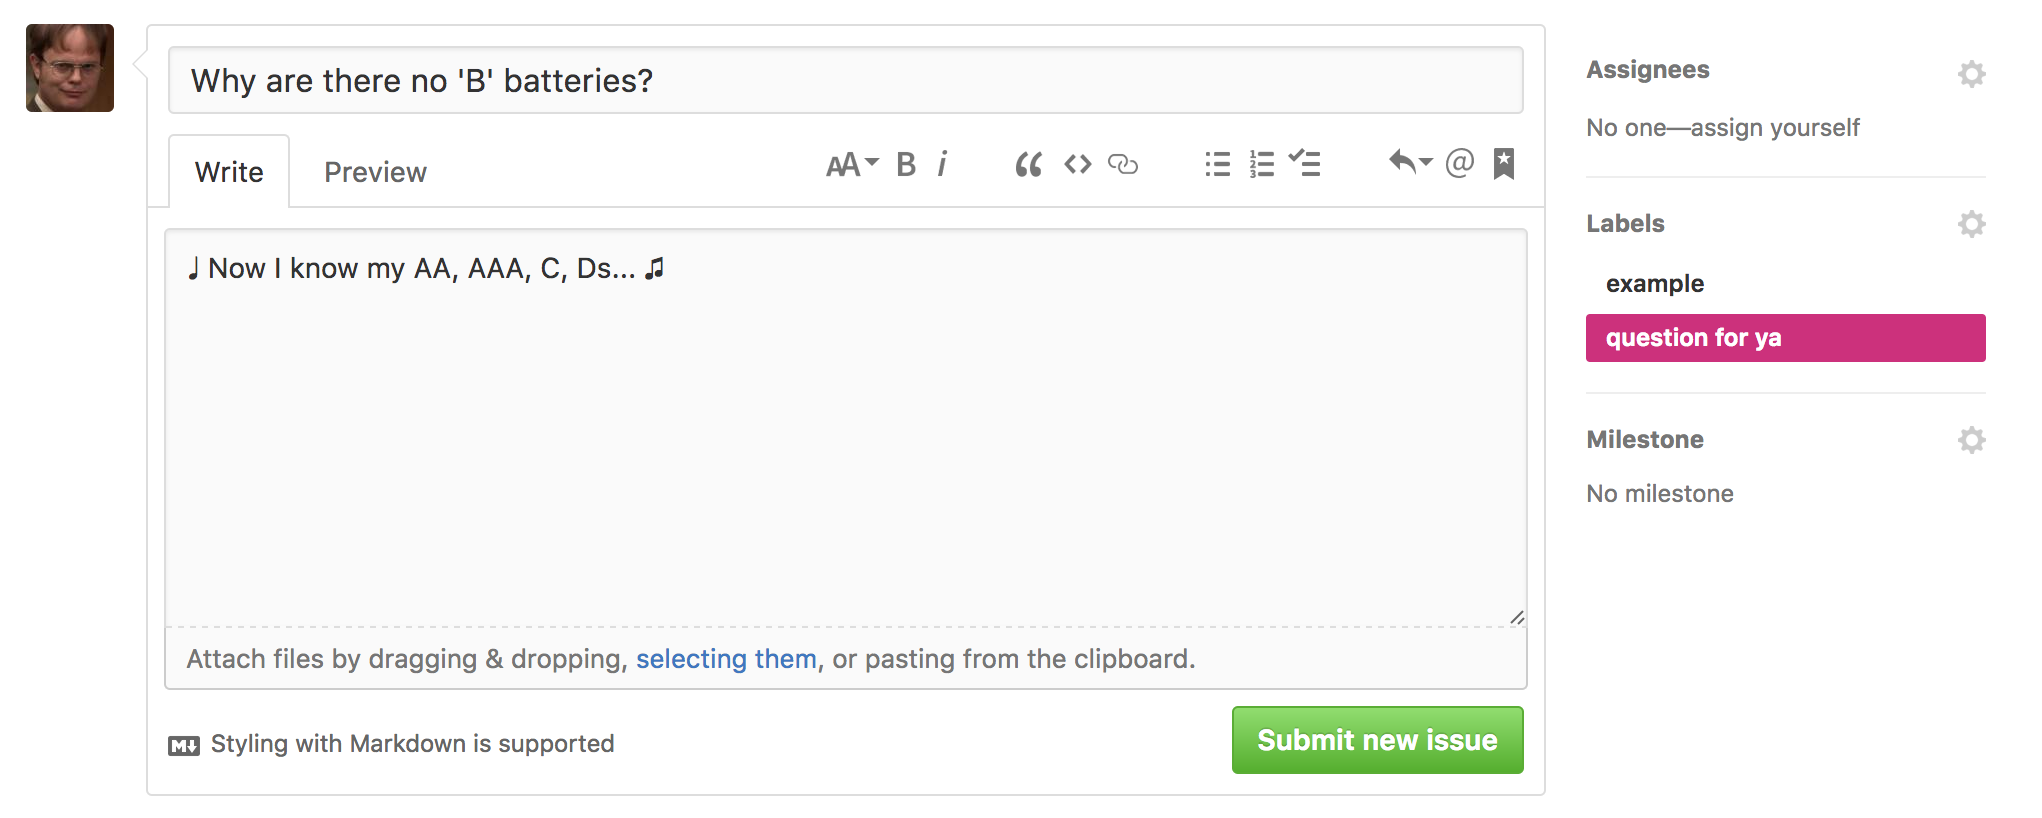 Why are there no 'B' batteries?
Write
Preview
AA B i
@
♩ Now I know my AA, AAA, C, Ds... ♫
Attach files by dragging & dropping, selecting them, or pasting from the clipboard.
M Styling with Markdown is supported
Submit new issue
Assignees
No one—assign yourself
Labels
example
question for ya
Milestone
No milestone